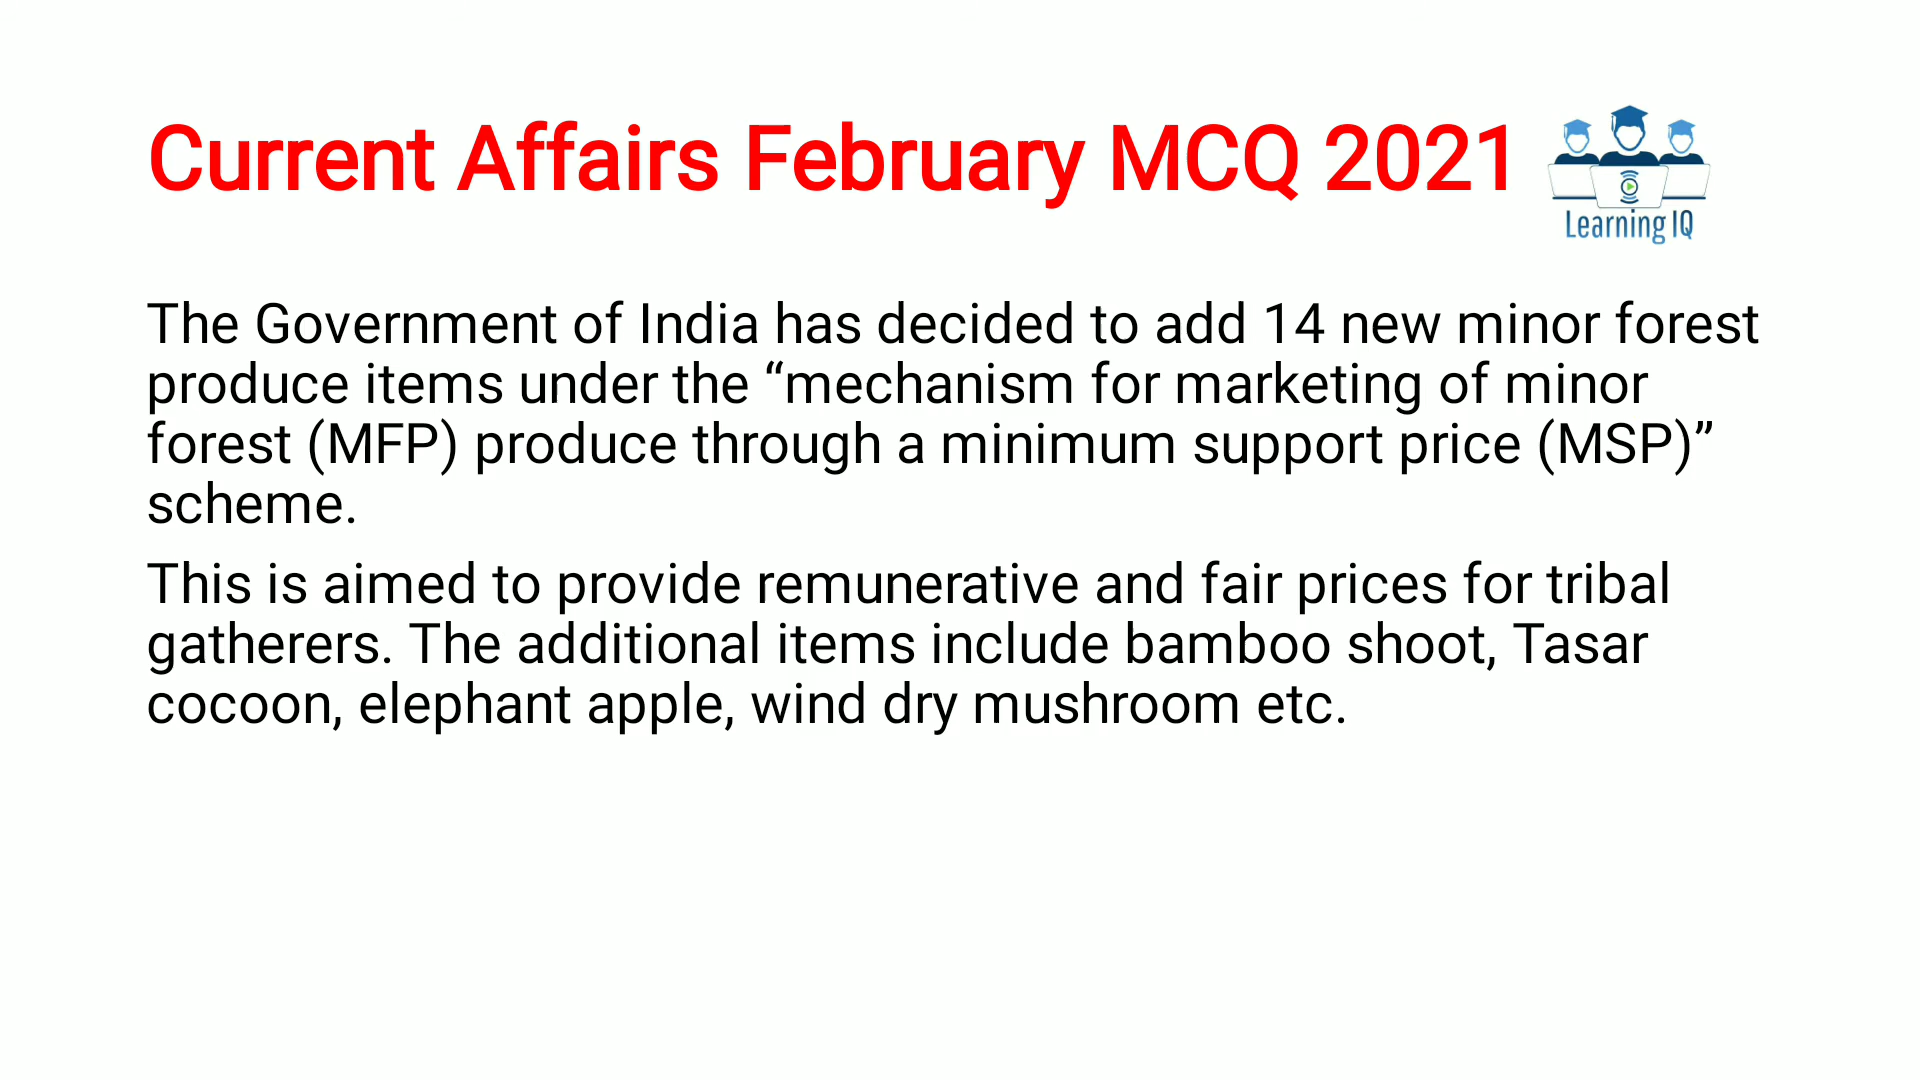 Current Affairs February MCQ 2021
Learning IQ
The Government of India has decided to add 14 new minor forest
produce items under the “mechanism for marketing of minor
forest (MFP) produce through a minimum support price (MSP)”
scheme.
This is aimed to provide remunerative and fair prices for tribal
gatherers. The additional items include bamboo shoot, Tasar
cocoon, elephant apple, wind dry mushroom etc.